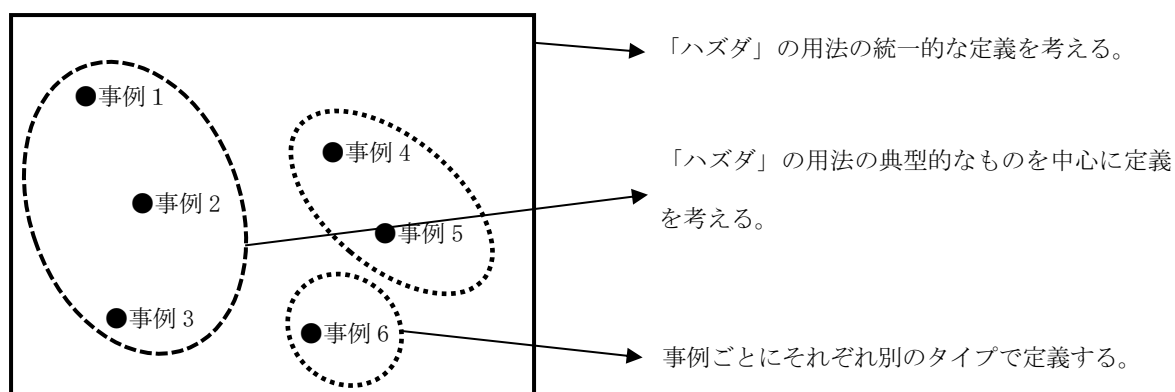 「ハズダ」の用法の統一的な定義を考える。
●事例 1
●事例 4
「ハズダ」の用法の典型的なものを中心に定義
を考える。
●事例 2
●事例 5
●事例 3
●事例 6
事例ごとにそれぞれ別のタイプで定義する。